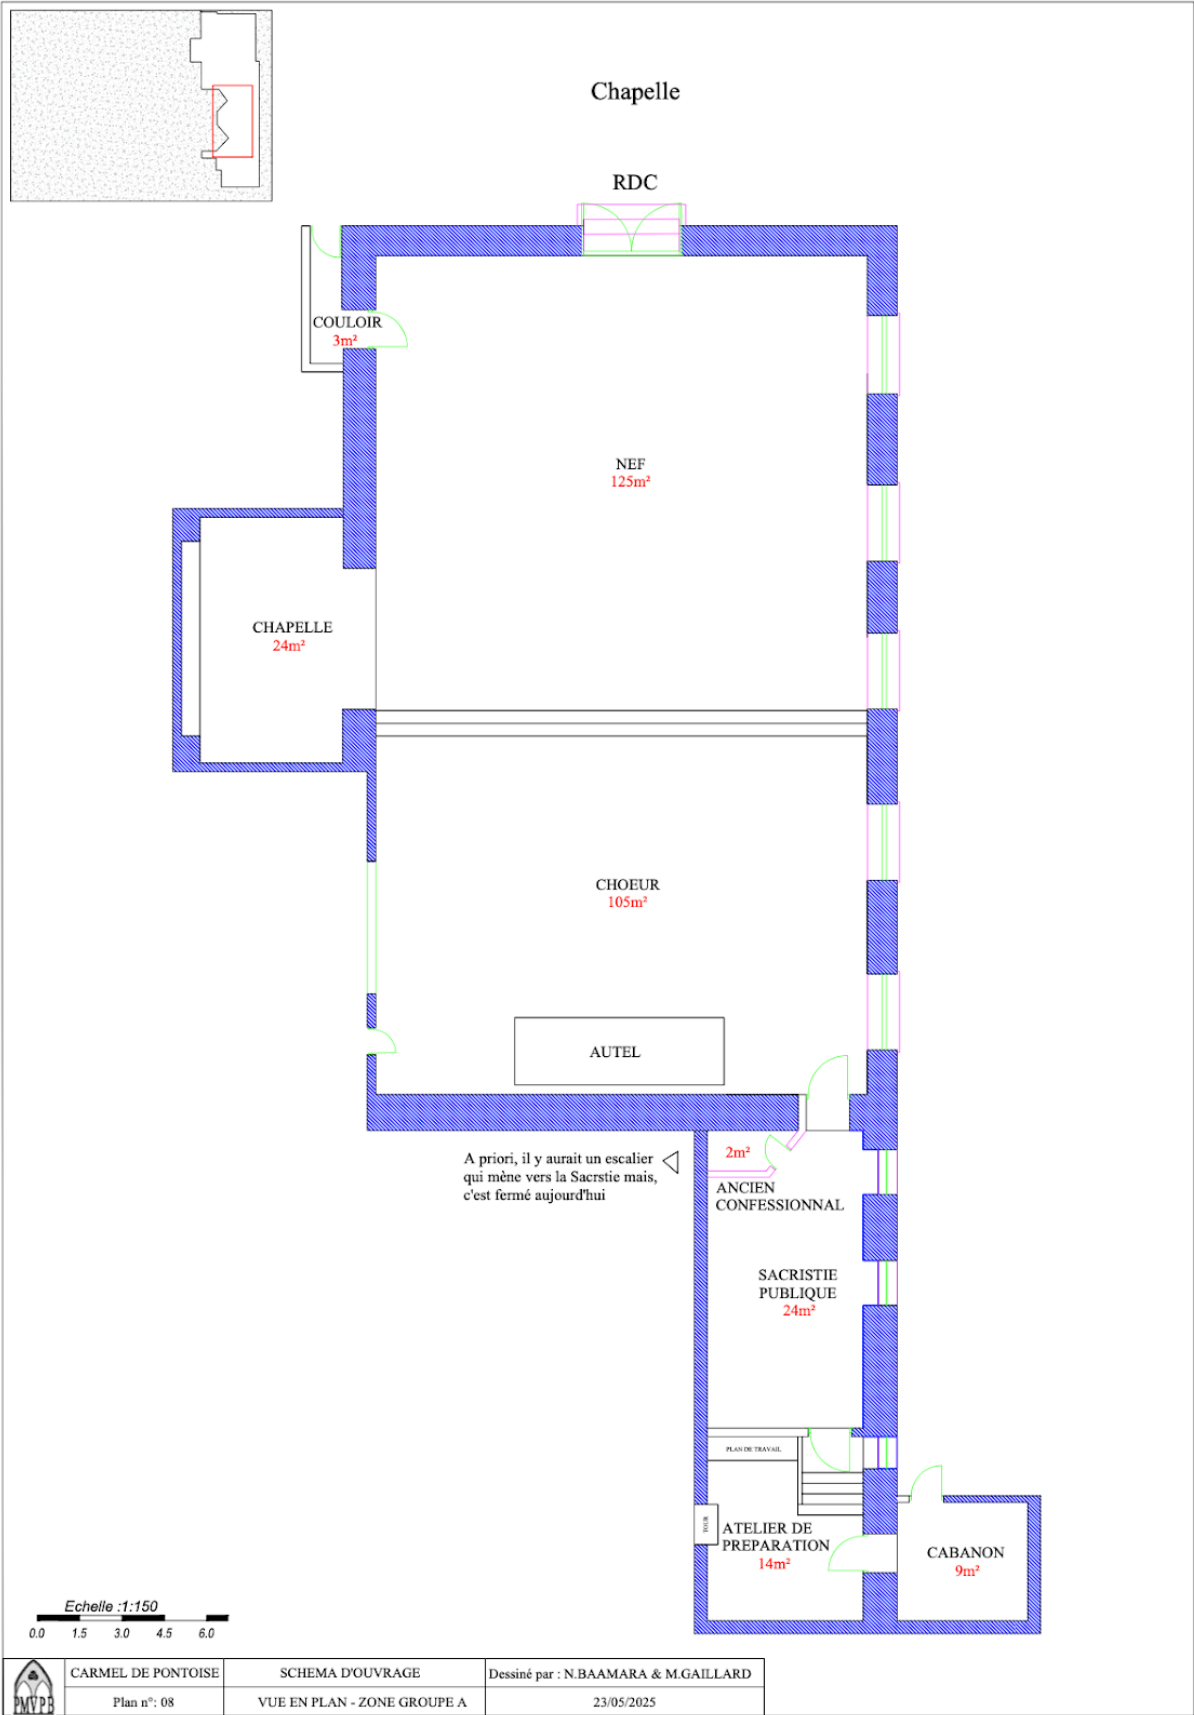 Chapelle
RDC
COULOIR
3m²
NEF
125m²
CHAPELLE
24m²
CHOEUR
105m²
AUTEL
A priori, il y aurait un escalier
qui mène vers la Sacrstie mais,
c'est fermé aujourd'hui
2m²
ANCIEN
CONFESSIONNAL
SACRISTIE
PUBLIQUE
24m²
PLAN DE TRAVAIL
TOUR
ATELIER DE
PREPARATION
14m²
CABANON
9m²
Echelle :1:150
0.0 1.5 3.0 4.5 6.0
PMVPB
CARMEL DE PONTOISE
SCHEMA D'OUVRAGE
Dessiné par : N.BAAMARA & M.GAILLARD
Plan n°: 08
VUE EN PLAN - ZONE GROUPE A
23/05/2025